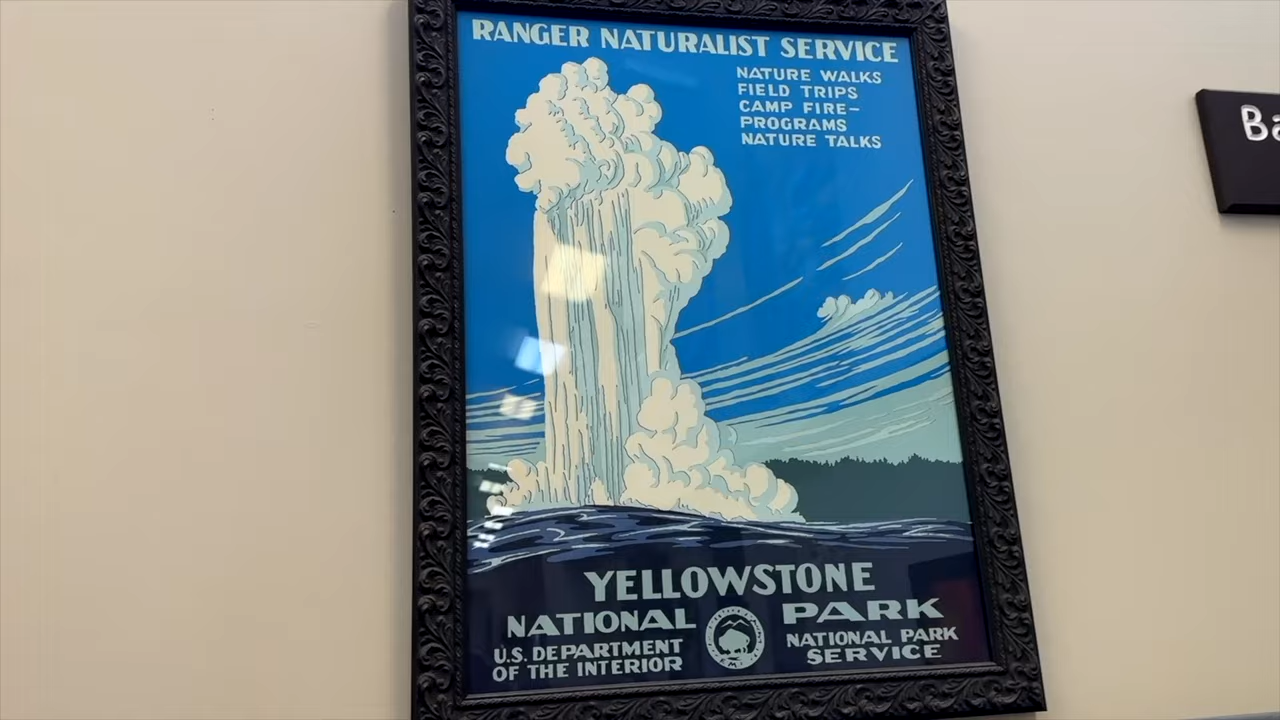 RANGER NATURALIST SERVICE
NATURE WALKS
FIELD TRIPS
CAMP FIRE-
PROGRAMS
NATURE TALKS
YELLOWSTONE
NATIONAL PARK
U.S. DEPARTMENT
OF THE INTERIOR
NATIONAL PARK
SERVICE